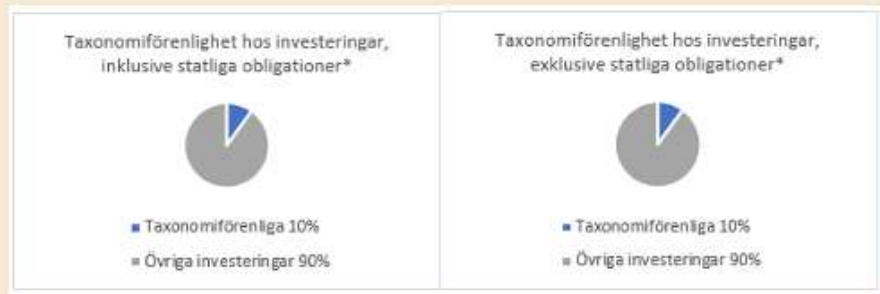 Taxonomiförenlighet hos investeringar,
inklusive statliga obligationer*
Taxonomiförenliga 10%
Övriga investeringar 90%
Taxonomiförenlighet hos investeringar,
exklusive statliga obligationer*
Taxonomiförenliga 10%
Övriga investeringar 90%